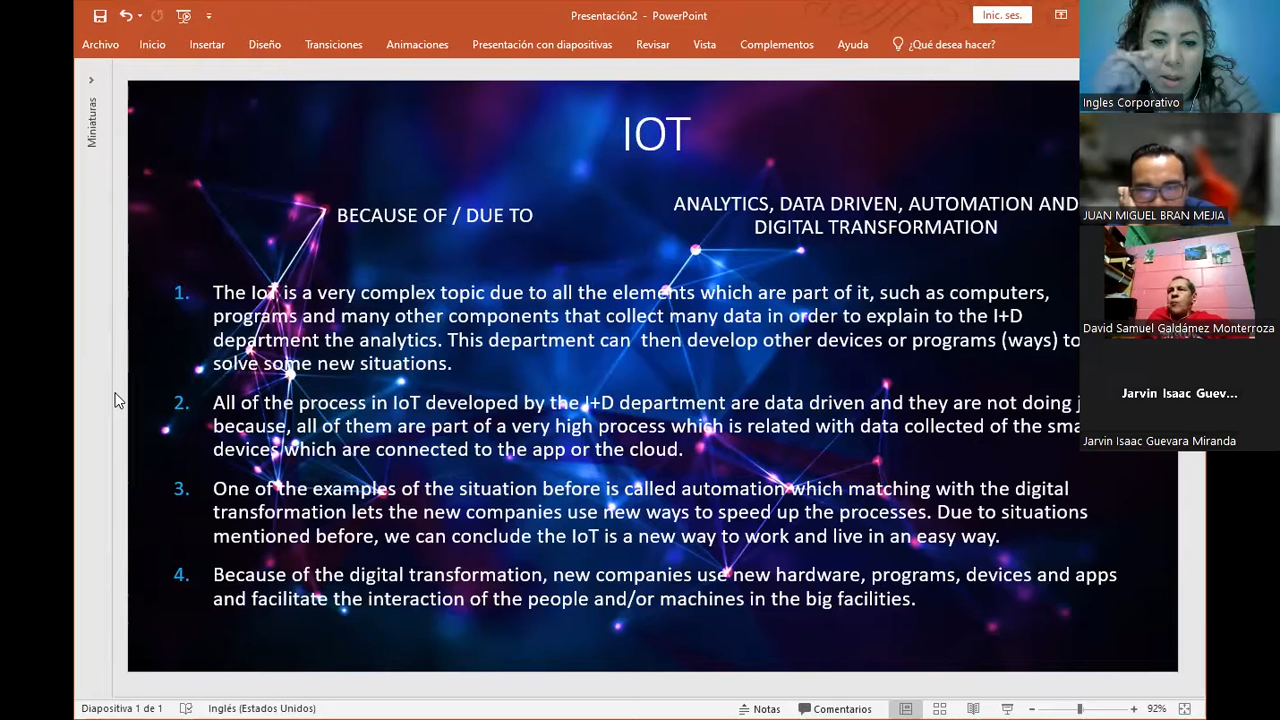 Presentación2 - PowerPoint
Inic. ses.
Archivo Inicio Insertar Diseño Transiciones Animaciones Presentación con diapositivas Revisar Vista Complementos Ayuda ¿Qué desea hacer?
Miniaturas
IOT
BECAUSE OF / DUE TO
ANALYTICS, DATA DRIVEN, AUTOMATION AND
DIGITAL TRANSFORMATION
1. The IoT is a very complex topic due to all the elements which are part of it, such as computers,
programs and many other components that collect many data in order to explain to the I+D
department the analytics. This department can then develop other devices or programs (ways) to
solve some new situations.
2. All of the process in IoT developed by the I+D department are data driven and they are not doing j
because, all of them are part of a very high process which is related with data collected of the sma
devices which are connected to the app or the cloud.
3. One of the examples of the situation before is called automation which matching with the digital
transformation lets the new companies use new ways to speed up the processes. Due to situations
mentioned before, we can conclude the IoT is a new way to work and live in an easy way.
4. Because of the digital transformation, new companies use new hardware, programs, devices and apps
and facilitate the interaction of the people and/or machines in the big facilities.
Ingles Corporativo
JUAN MIGUEL BRAN MEJIA
David Samuel Galdámez Monterroza
Jarvin Isaac Guev...
Jarvin Isaac Guevara Miranda
Diapositiva 1 de 1 Inglés (Estados Unidos) Notas Comentarios 92%